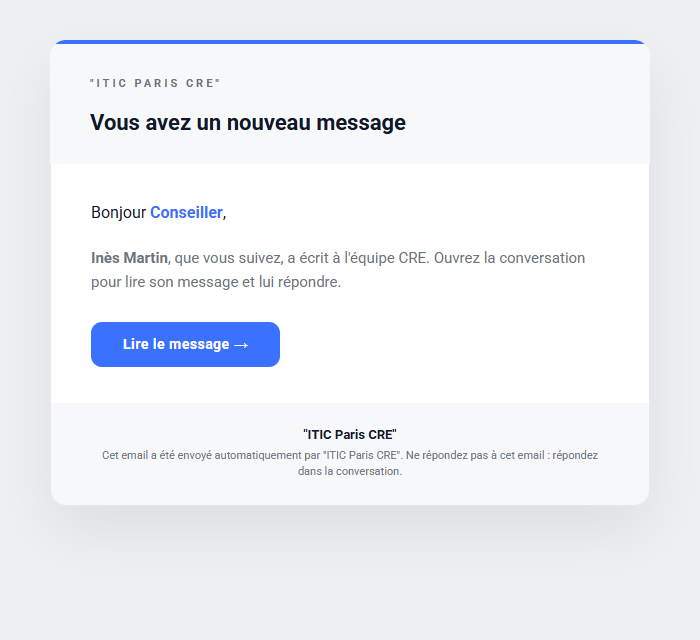 "ITIC PARIS CRE"
Vous avez un nouveau message
Bonjour Conseiller,
Inès Martin, que vous suivez, a écrit à l'équipe CRE. Ouvrez la conversation
pour lire son message et lui répondre.
Lire le message →
"ITIC Paris CRE"
Cet email a été envoyé automatiquement par "ITIC Paris CRE". Ne répondez pas à cet email : répondez
dans la conversation.